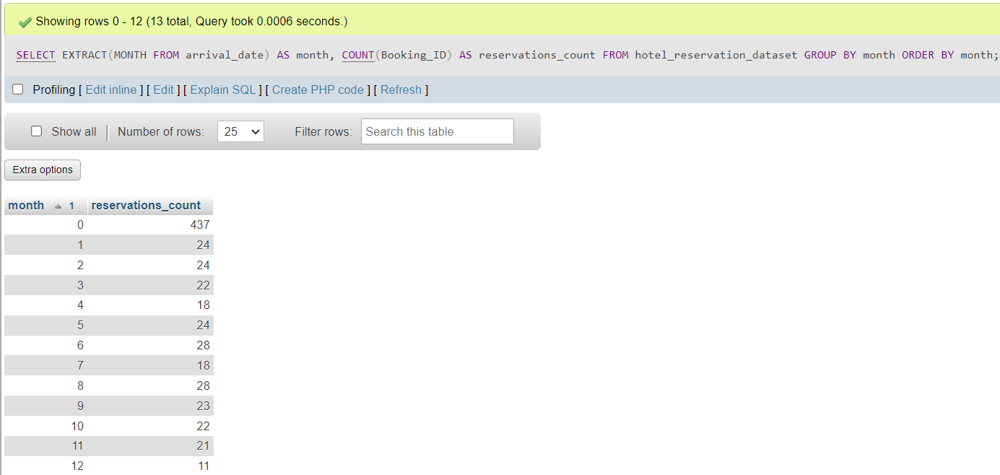 Showing rows 0 - 12 (13 total, Query took 0.0006 seconds.)
SELECT EXTRACT(MONTH FROM arrival_date) AS month, COUNT(Booking_ID) AS reservations_count FROM hotel_reservation_dataset GROUP BY month ORDER BY month;
Profiling [ Edit inline ] [ Edit ] [ Explain SQL ] [ Create PHP code ] [ Refresh ]
Show all | Number of rows: 25 Filter rows: Search this table
Extra options
month 1 reservations_count
0 437
1 24
2 24
3 22
4 18
5 24
6 28
7 18
8 28
9 23
10 22
11 21
12 11